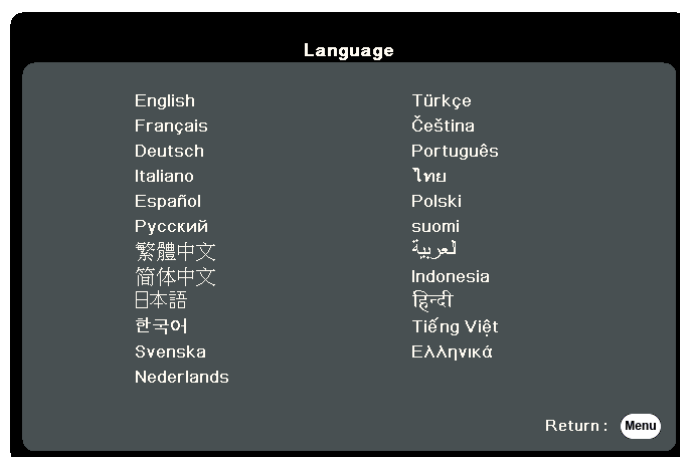 Language
English
Français
Deutsch
Italiano
Español
Русский
繁體中文
简体中文
日本語
한국어
Svenska
Nederlands
Türkçe
Čeština
Português
ไทย
Polski
suomi
العربية
Indonesia
हिन्दी
Tiếng Việt
Ελληνικά
Return : Menu